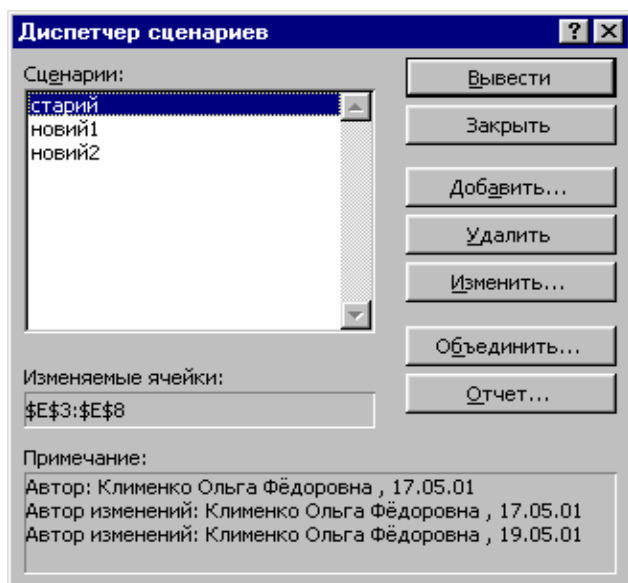 Диспетчер сценариев
Сценарии:
старий
новий1
новий2
Вывести
Закрыть
Добавить...
Удалить
Изменить...
Объединить...
Отчет...
Изменяемые ячейки:
$E$3:$E$8
Примечание:
Автор: Клименко Ольга Фёдоровна , 17.05.01
Автор изменений: Клименко Ольга Фёдоровна , 17.05.01
Автор изменений: Клименко Ольга Фёдоровна , 19.05.01